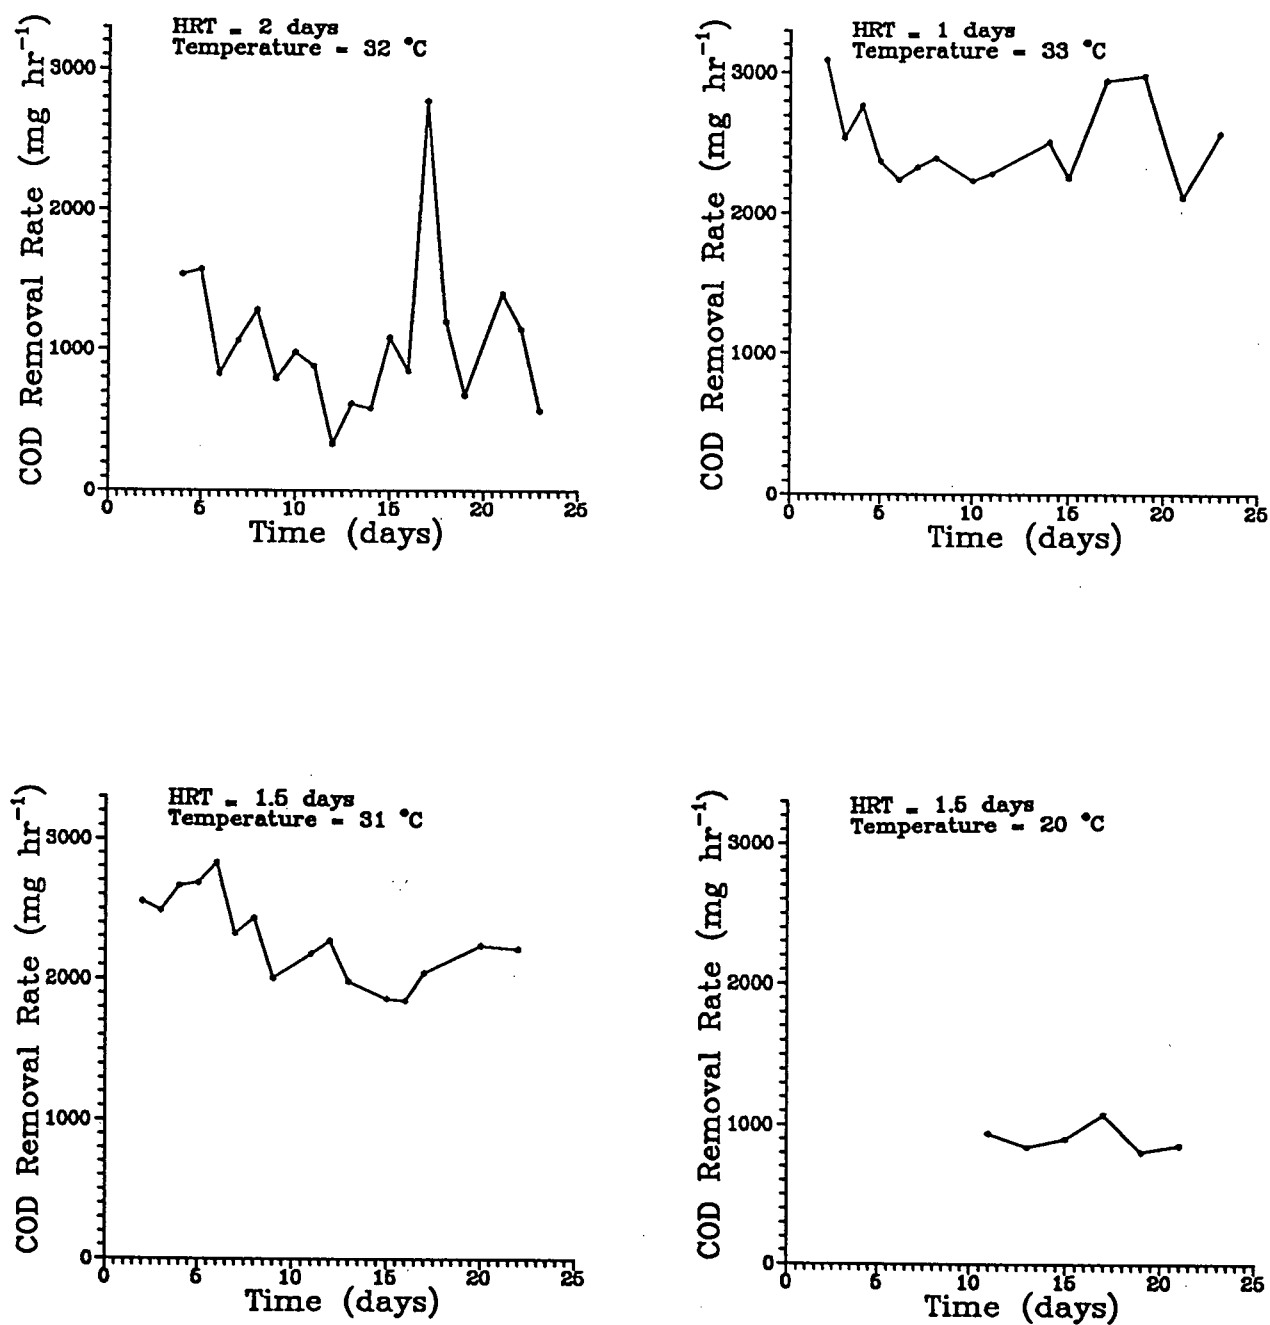 HRT = 2 days
Temperature = 32 °C
COD Removal Rate (mg hr⁻¹)
3000
2000
1000
0
0 5 10 15 20 25
Time (days)
HRT = 1 days
Temperature = 33 °C
COD Removal Rate (mg hr⁻¹)
3000
2000
1000
0
0 5 10 15 20 25
Time (days)
HRT = 1.5 days
Temperature = 31 °C
COD Removal Rate (mg hr⁻¹)
3000
2000
1000
0
0 5 10 15 20 25
Time (days)
HRT = 1.5 days
Temperature = 20 °C
COD Removal Rate (mg hr⁻¹)
3000
2000
1000
0
0 5 10 15 20 25
Time (days)